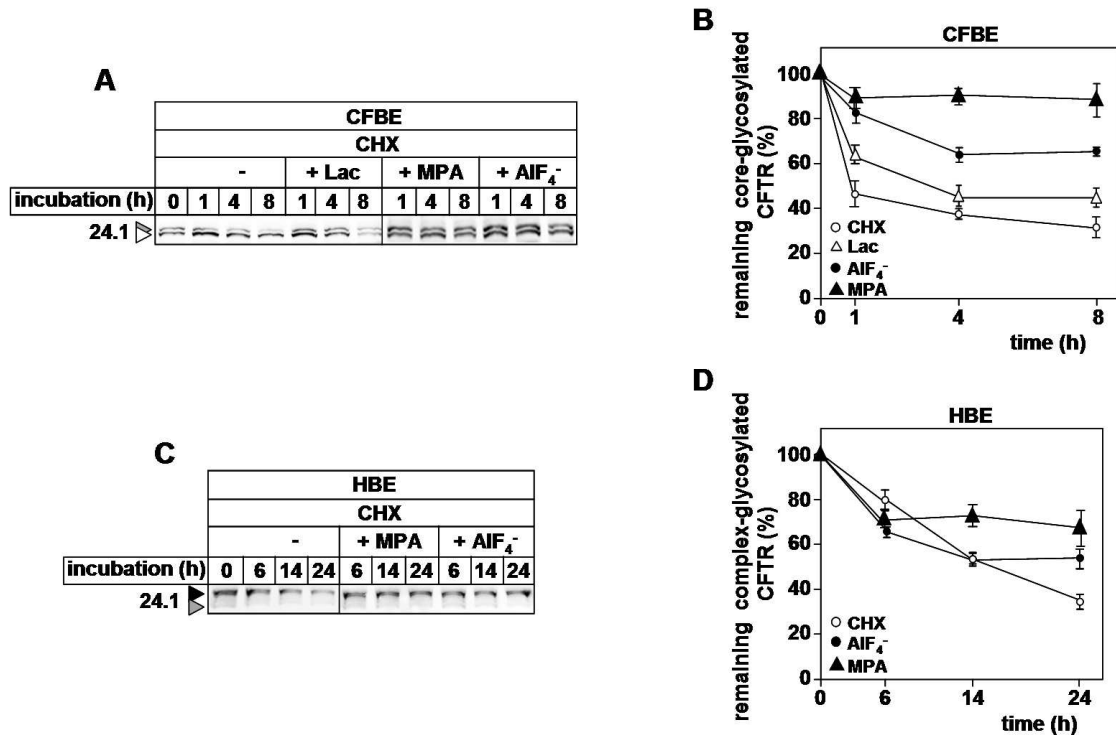 A
CFBE
CHX
- + Lac + MPA + AlF4-
incubation (h) 0 1 4 8 1 4 8 1 4 8 1 4 8
24.1
B
CFBE
remaining core-glycosylated
CFTR (%)
100
80
60
40
20
0
CHX
Lac
AlF4-
MPA
0 1 4 8
time (h)
C
HBE
CHX
- + MPA + AlF4-
incubation (h) 0 6 14 24 6 14 24 6 14 24
24.1
D
HBE
remaining complex-glycosylated
CFTR (%)
100
80
60
40
20
0
CHX
AlF4-
MPA
0 6 14 24
time (h)